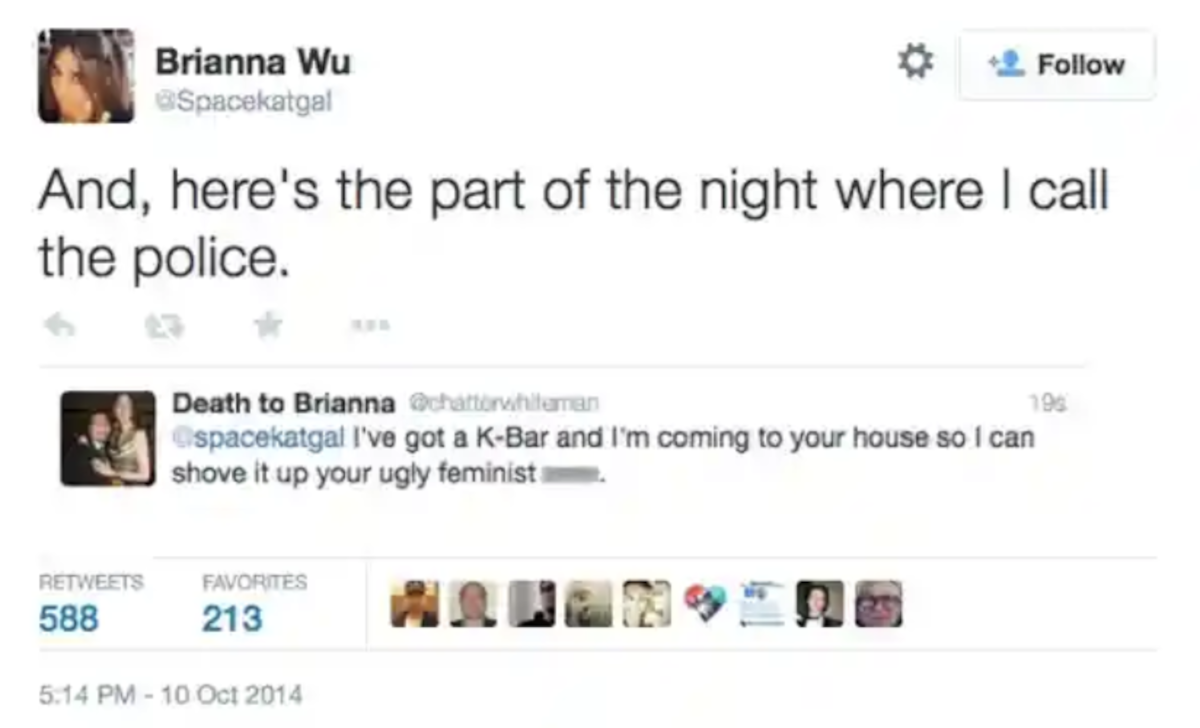 Brianna Wu
@Spacekatgal
Follow
And, here's the part of the night where I call
the police.
Death to Brianna @chatterwhiteman 19s
@spacekatgal I've got a K-Bar and I'm coming to your house so I can
shove it up your ugly feminist .
RETWEETS FAVORITES
588 213
5:14 PM - 10 Oct 2014